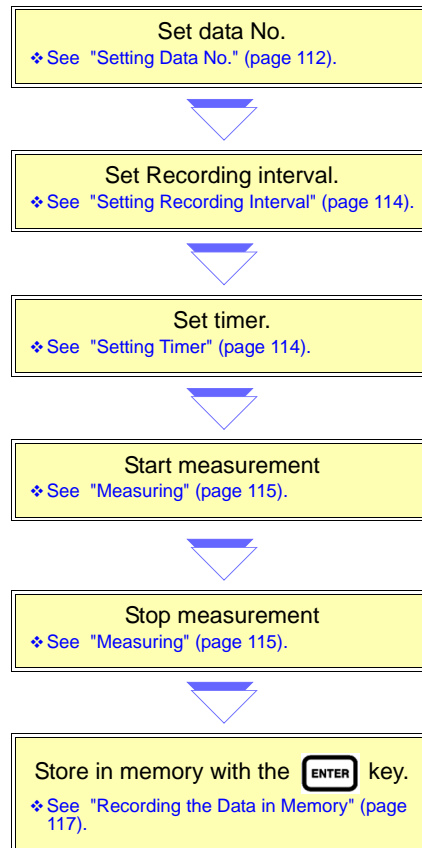 Set data No.
❖ See "Setting Data No." (page 112).
Set Recording interval.
❖ See "Setting Recording Interval" (page 114).
Set timer.
❖ See "Setting Timer" (page 114).
Start measurement
❖ See "Measuring" (page 115).
Stop measurement
❖ See "Measuring" (page 115).
Store in memory with the ENTER key.
❖ See "Recording the Data in Memory" (page
117).